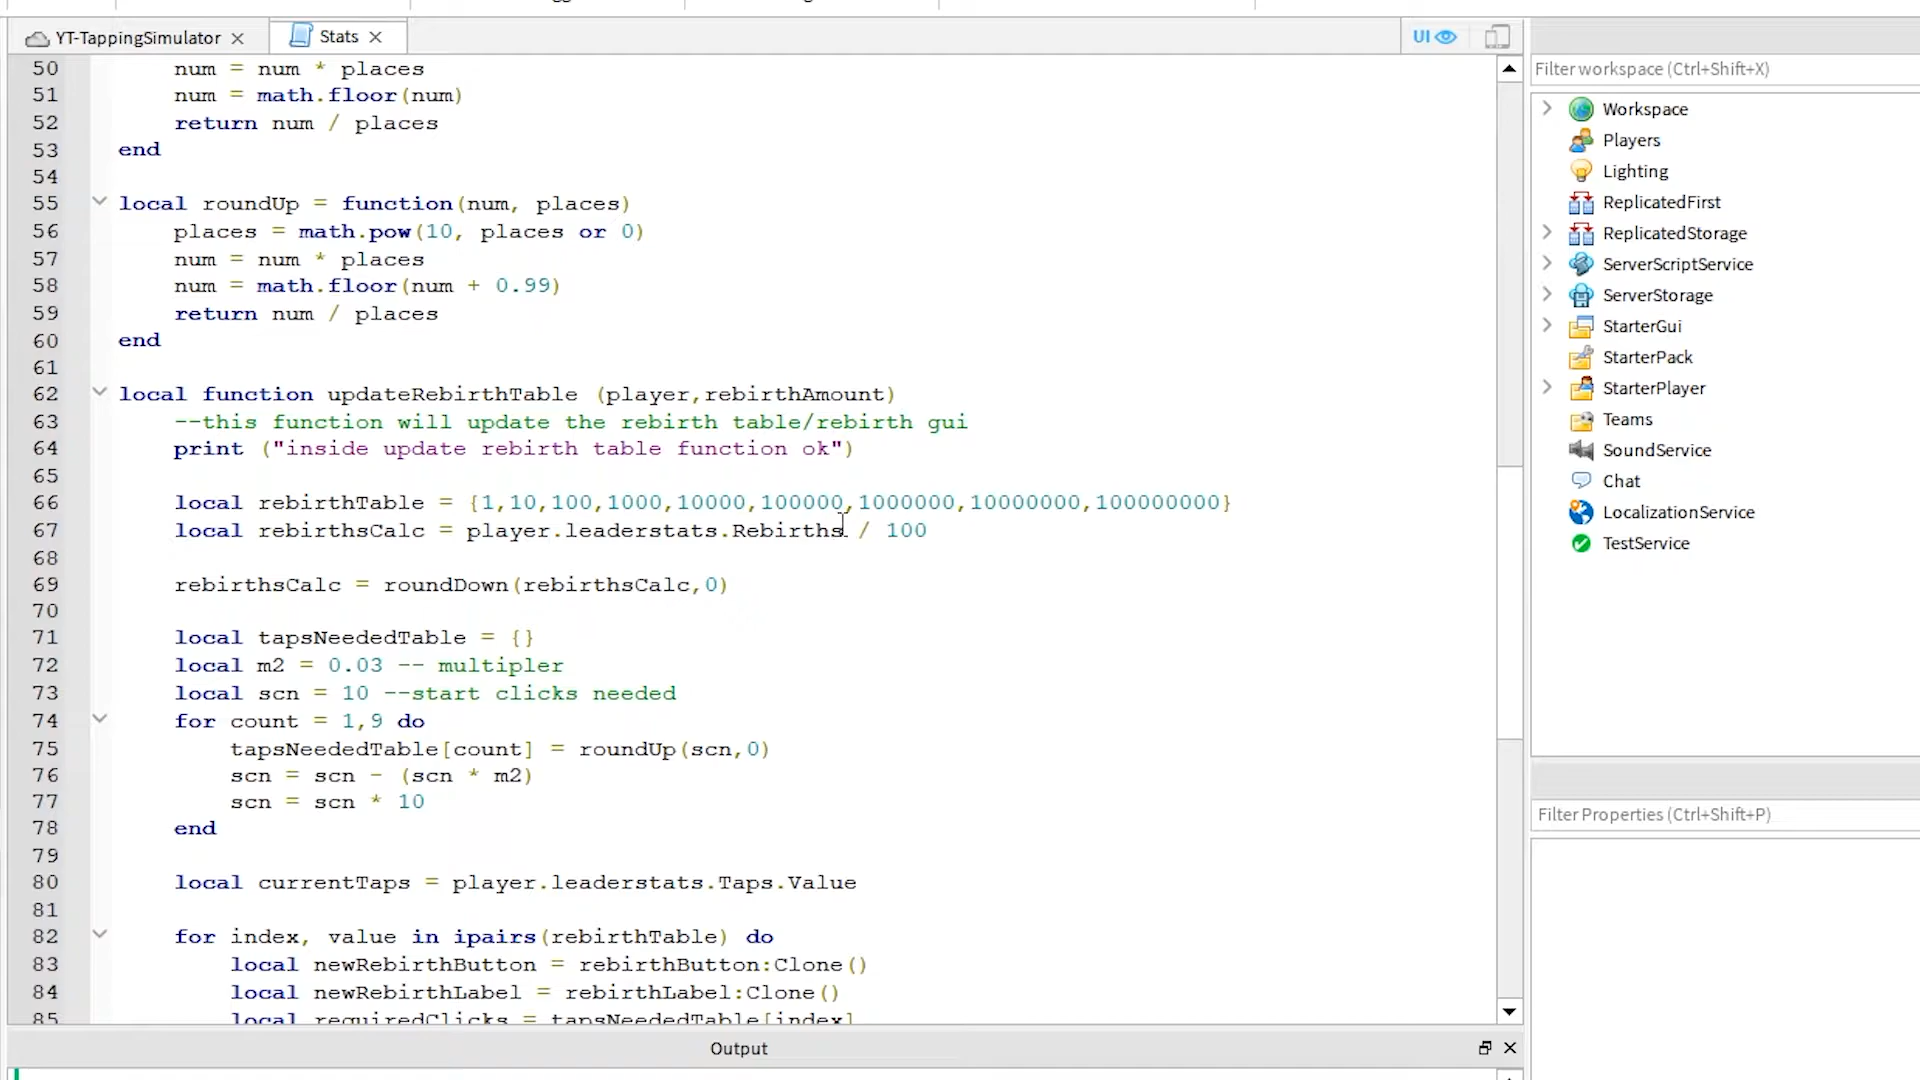 YT-TappingSimulator
Stats
UI
50 num = num * places
51 num = math.floor(num)
52 return num / places
53 end
54
55 local roundUp = function(num, places)
56 places = math.pow(10, places or 0)
57 num = num * places
58 num = math.floor(num + 0.99)
59 return num / places
60 end
61
62 local function updateRebirthTable (player,rebirthAmount)
63 --this function will update the rebirth table/rebirth gui
64 print ("inside update rebirth table function ok")
65
66 local rebirthTable = {1,10,100,1000,10000,100000,1000000,10000000,100000000}
67 local rebirthsCalc = player.leaderstats.Rebirths / 100
68
69 rebirthsCalc = roundDown(rebirthsCalc,0)
70
71 local tapsNeededTable = {}
72 local m2 = 0.03 -- multipler
73 local scn = 10 --start clicks needed
74 for count = 1,9 do
75 tapsNeededTable[count] = roundUp(scn,0)
76 scn = scn - (scn * m2)
77 scn = scn * 10
78 end
79
80 local currentTaps = player.leaderstats.Taps.Value
81
82 for index, value in ipairs(rebirthTable) do
83 local newRebirthButton = rebirthButton:Clone()
84 local newRebirthLabel = rebirthLabel:Clone()
85 local requiredClicks = tapsNeededTable[index]
Output
Filter workspace (Ctrl+Shift+X)
Workspace
Players
Lighting
ReplicatedFirst
ReplicatedStorage
ServerScriptService
ServerStorage
StarterGui
StarterPack
StarterPlayer
Teams
SoundService
Chat
LocalizationService
TestService
Filter Properties (Ctrl+Shift+P)